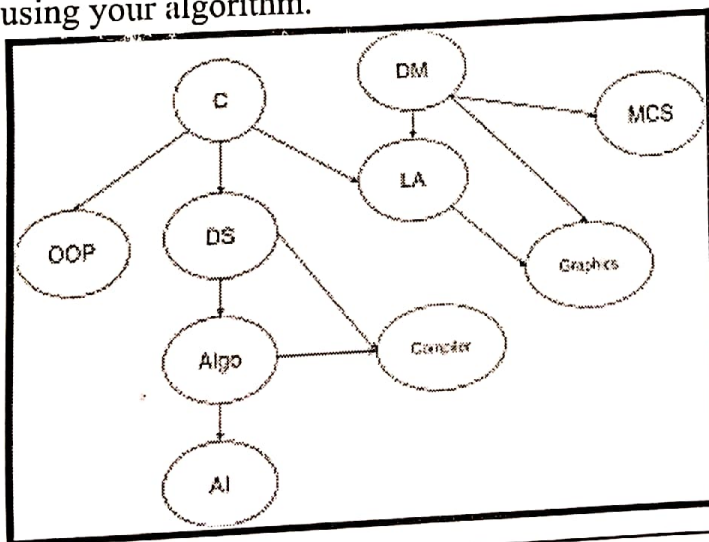 using your algorithm.
DM
C
MCS
LA
DS
OOP
Graphics
Compiler
Algo
AI